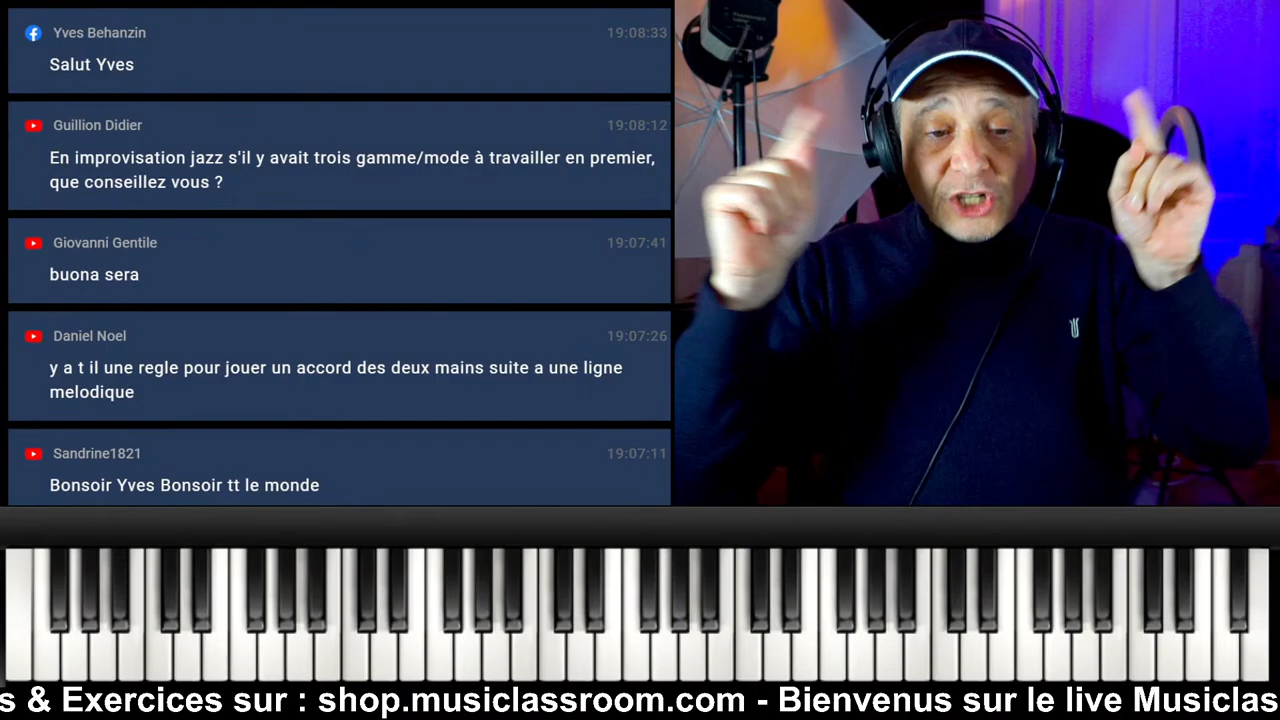 Yves Behanzin 19:08:33
Salut Yves
Guillion Didier 19:08:12
En improvisation jazz s'il y avait trois gamme/mode à travailler en premier,
que conseillez vous ?
Giovanni Gentile 19:07:41
buona sera
Daniel Noel 19:07:26
y a t il une regle pour jouer un accord des deux mains suite a une ligne
melodique
Sandrine1821 19:07:11
Bonsoir Yves Bonsoir tt le monde
s & Exercices sur : shop.musiclassroom.com - Bienvenus sur le live Musiclas